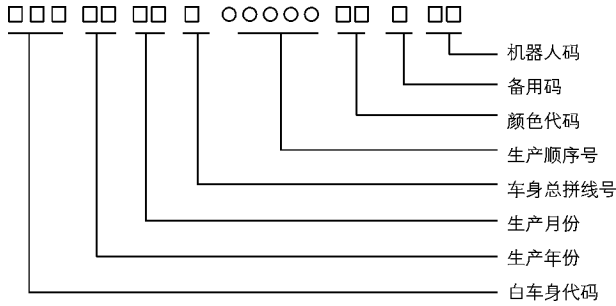 □□□ □□ □□ □ ○○○○○ □□ □ □□
机器人码
备用码
颜色代码
生产顺序号
车身总拼线号
生产月份
生产年份
白车身代码